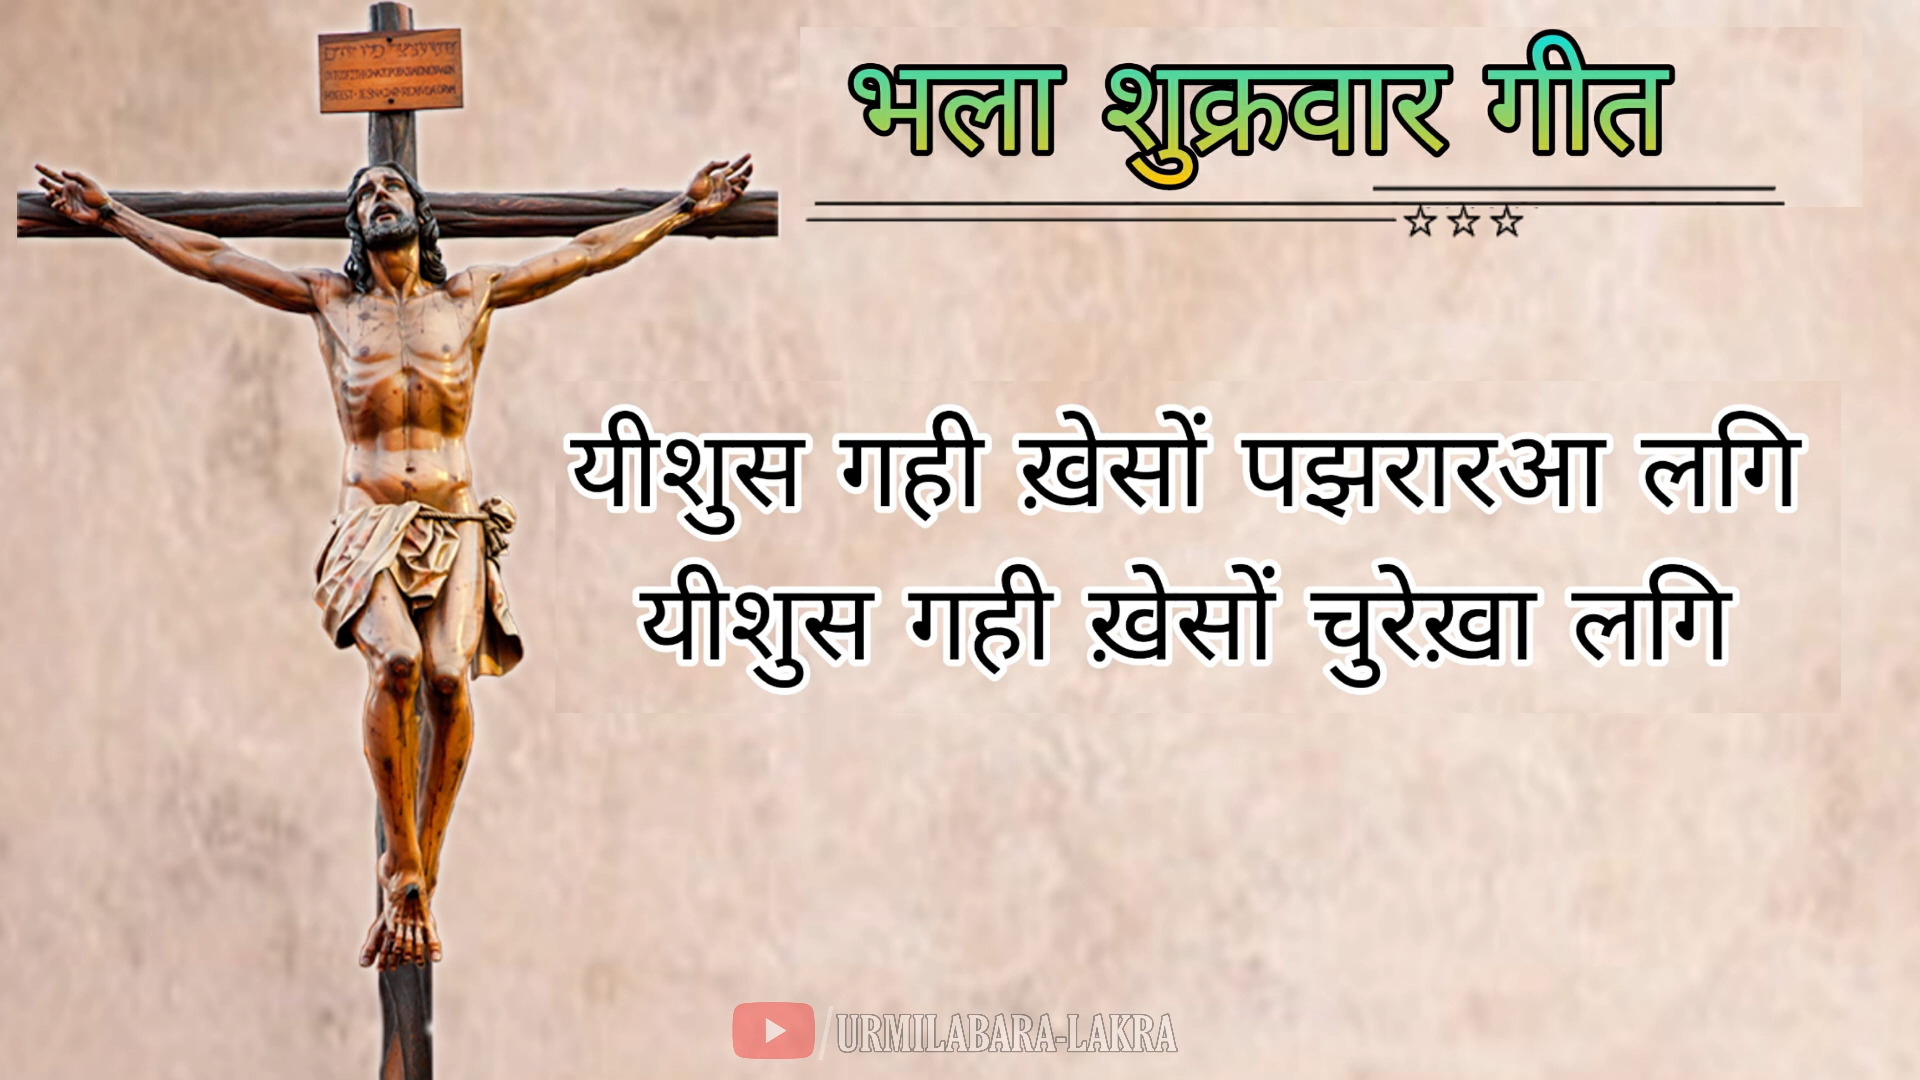 भला शुक्रवार गीत
यीशुस गही ख़ेसों पझरारआ लगि
यीशुस गही ख़ेसों चुरेख़ा लगि
/URMILABARA-LAKRA